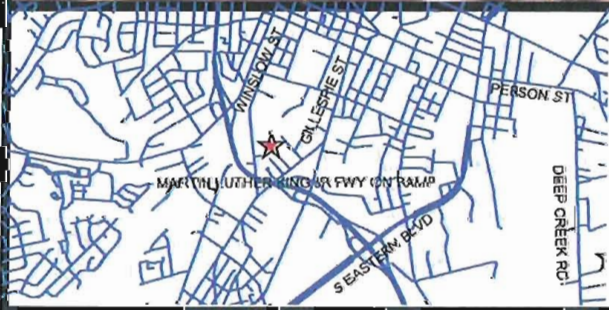 WINSLOW ST
GILLESPIE ST
PERSON ST
MARTIN LUTHER KING JR FWY ON RAMP
DEEP CREEK RD
S EASTERN BLVD